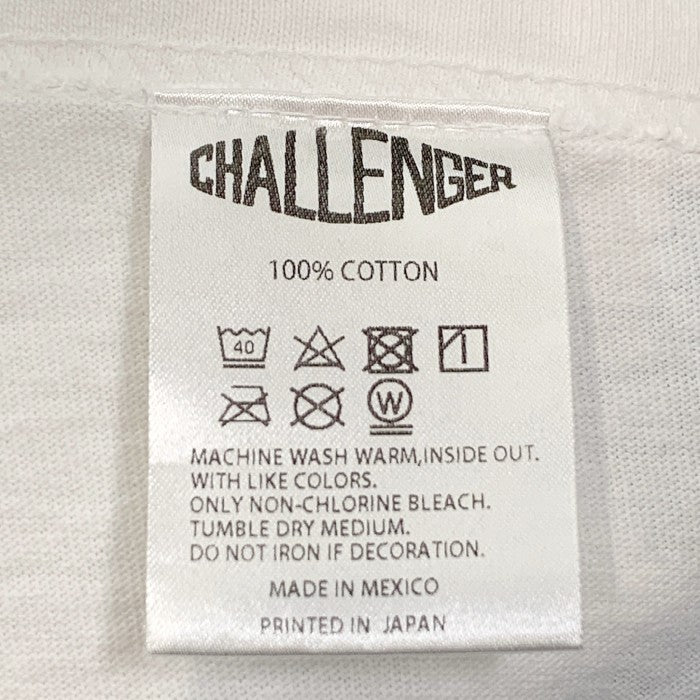 CHALLENGER
100% COTTON
40
W
MACHINE WASH WARM,INSIDE OUT.
WITH LIKE COLORS.
ONLY NON-CHLORINE BLEACH.
TUMBLE DRY MEDIUM.
DO NOT IRON IF DECORATION.
MADE IN MEXICO
PRINTED IN JAPAN